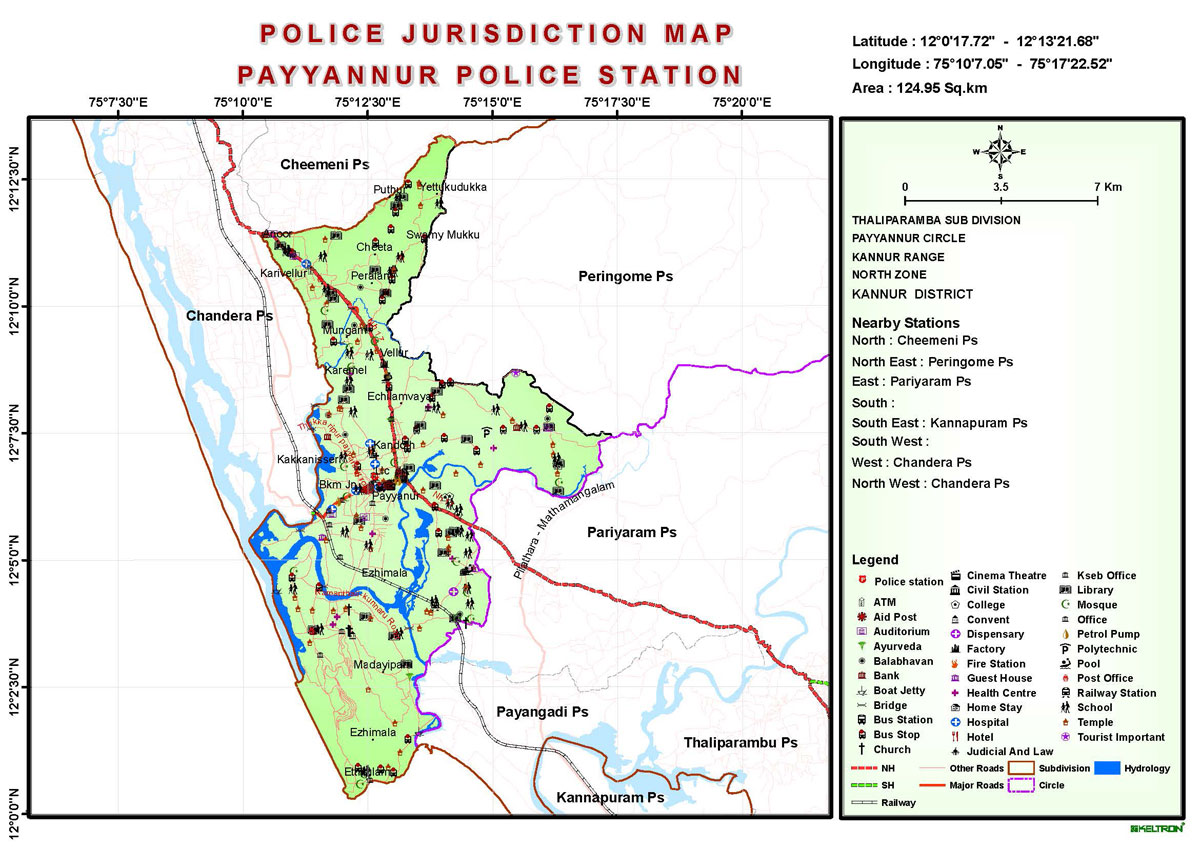 POLICE JURISDICTION MAP
PAYYANNUR POLICE STATION
Latitude : 12°0'17.72" - 12°13'21.68"
Longitude : 75°10'7.05" - 75°17'22.52"
Area : 124.95 Sq.km
75°7'30"E 75°10'0"E 75°12'30"E 75°15'0"E 75°17'30"E 75°20'0"E
12°12'30"N
12°10'0"N
12°7'30"N
12°5'0"N
12°2'30"N
12°0'0"N
Cheemeni Ps
Puthur
Yettukudukka
Swamy Mukku
Cheeta
Karivellur
Peralam
Peringome Ps
Chandera Ps
Vellur
Karemel
Echilamvayal
Kandoth
Kakkanisseri
Bkm Jn
Payyanur
Pilathara - Mathamangalam
Pariyaram Ps
Ezhimala
Kunnaru Road
Madayipara
Payangadi Ps
Ezhimala
Thaliparambu Ps
Kannapuram Ps
N
W E
S
0 3.5 7 Km
THALIPARAMBA SUB DIVISION
PAYYANNUR CIRCLE
KANNUR RANGE
NORTH ZONE
KANNUR DISTRICT
Nearby Stations
North : Cheemeni Ps
North East : Peringome Ps
East : Pariyaram Ps
South :
South East : Kannapuram Ps
South West :
West : Chandera Ps
North West : Chandera Ps
Legend
Police station
ATM
Aid Post
Auditorium
Ayurveda
Balabhavan
Bank
Boat Jetty
Bridge
Bus Station
Bus Stop
Church
Cinema Theatre
Civil Station
College
Convent
Dispensary
Factory
Fire Station
Guest House
Health Centre
Home Stay
Hospital
Hotel
Judicial And Law
Kseb Office
Library
Mosque
Office
Petrol Pump
Polytechnic
Pool
Post Office
Railway Station
School
Temple
Tourist Important
NH Other Roads Subdivision Hydrology
SH Major Roads Circle
Railway
KELTRON